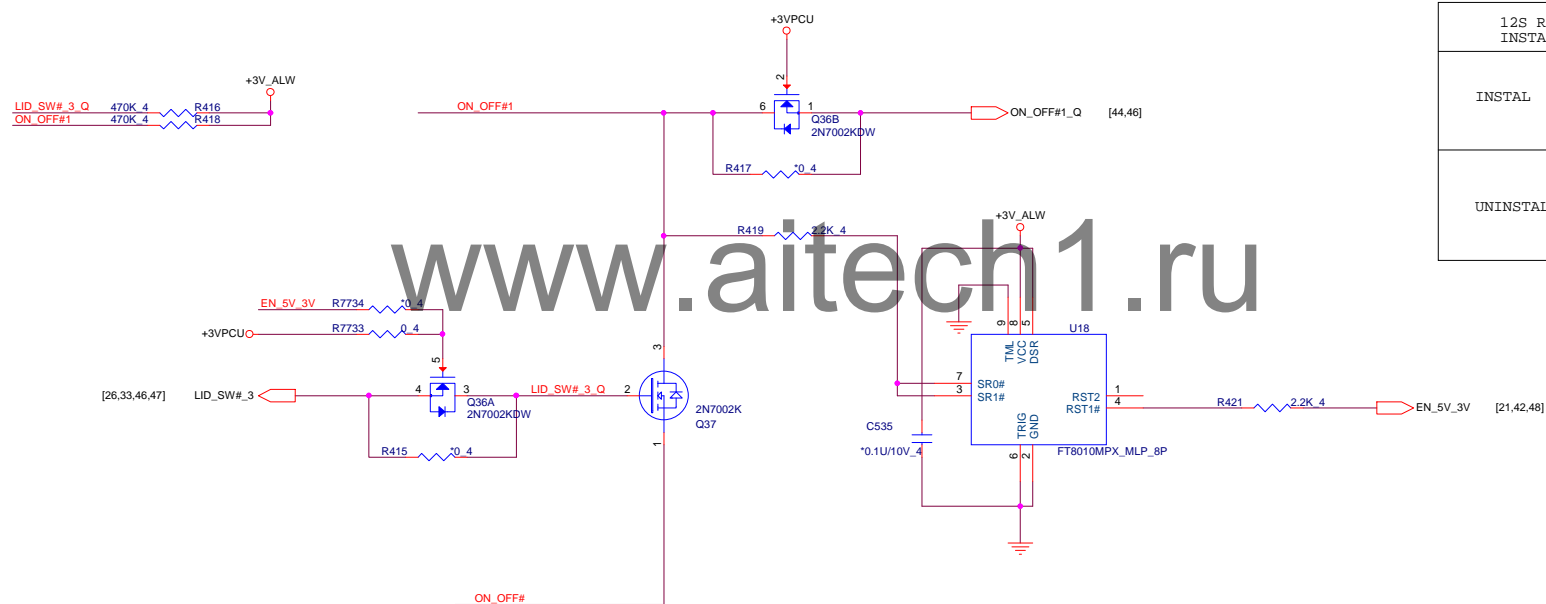 +3VPCU
12S R
INSTA
+3V_ALW
LID_SW#_3_Q 470K_4 R416
ON_OFF#1 470K_4 R418
ON_OFF#1
6 2 1
Q36B
2N7002KDW
ON_OFF#1_Q [44,46]
INSTAL
R417 *0_4
UNINSTAL
+3V_ALW
R419 2.2K_4
www.aitech1.ru
EN_5V_3V R7734 *0_4
+3VPCU R7733 0_4
9 8 5
U18
TML VCC DSR
3
5
[26,33,46,47] LID_SW#_3
4 3
LID_SW#_3_Q
2
Q36A
2N7002KDW
2N7002K
Q37
7 SR0#
3 SR1#
RST2 1
RST1# 4
R421 2.2K_4
EN_5V_3V [21,42,48]
TRIG GND
6 2
FT8010MPX_MLP_8P
C535
*0.1U/10V_4
1
R415 *0_4
ON_OFF#